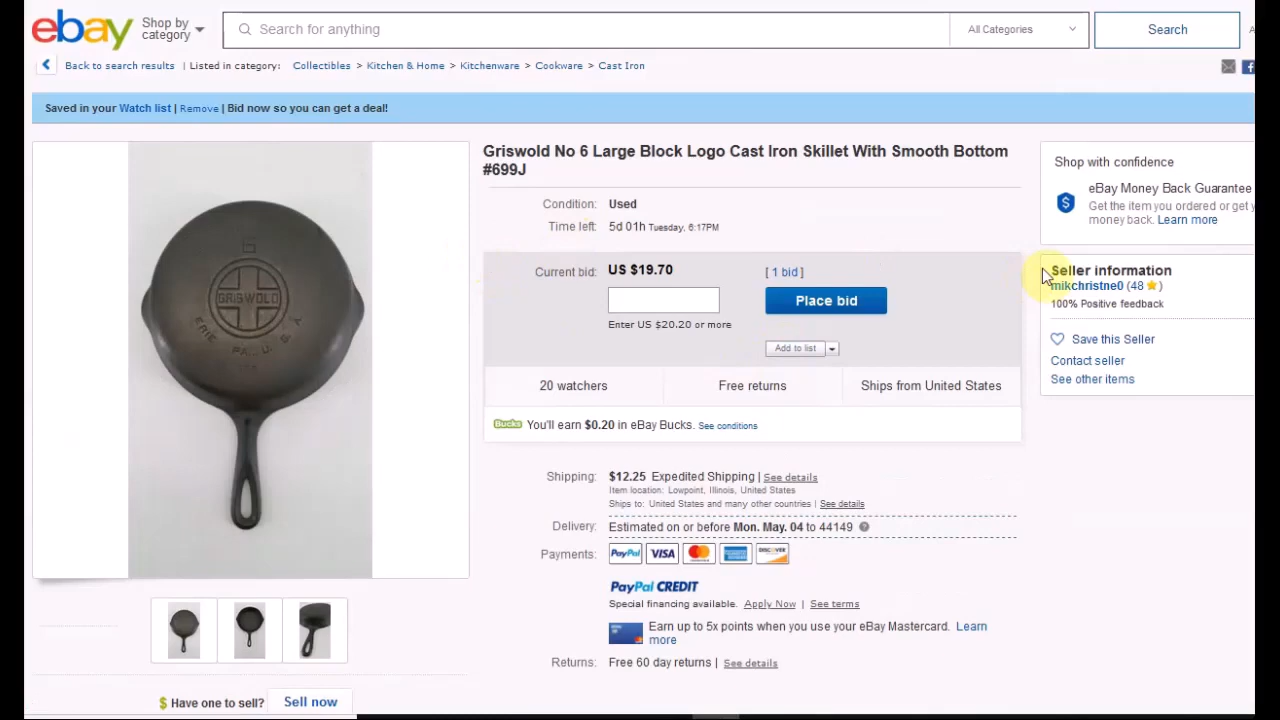 ebay
Shop by
category
Search for anything
All Categories
Search
Back to search results | Listed in category: Collectibles > Kitchen & Home > Kitchenware > Cookware > Cast Iron
Saved in your Watch list | Remove | Bid now so you can get a deal!
6
GRISWOLD
ERIE PA., U.S.A.
Have one to sell? Sell now
Griswold No 6 Large Block Logo Cast Iron Skillet With Smooth Bottom
#699J
Condition: Used
Time left: 5d 01h Tuesday, 6:17PM
Current bid: US $19.70 [ 1 bid ]
Place bid
Enter US $20.20 or more
Add to list
20 watchers Free returns Ships from United States
Bucks You'll earn $0.20 in eBay Bucks. See conditions
Shipping: $12.25 Expedited Shipping | See details
Item location: Lowpoint, Illinois, United States
Ships to: United States and many other countries | See details
Delivery: Estimated on or before Mon. May. 04 to 44149
Payments: PayPal VISA DISCOVER
PayPal CREDIT
Special financing available. Apply Now | See terms
Earn up to 5x points when you use your eBay Mastercard. Learn
more
Returns: Free 60 day returns | See details
Shop with confidence
eBay Money Back Guarantee
Get the item you ordered or get
money back. Learn more
Seller information
mikchristne0 (48)
100% Positive feedback
Save this Seller
Contact seller
See other items